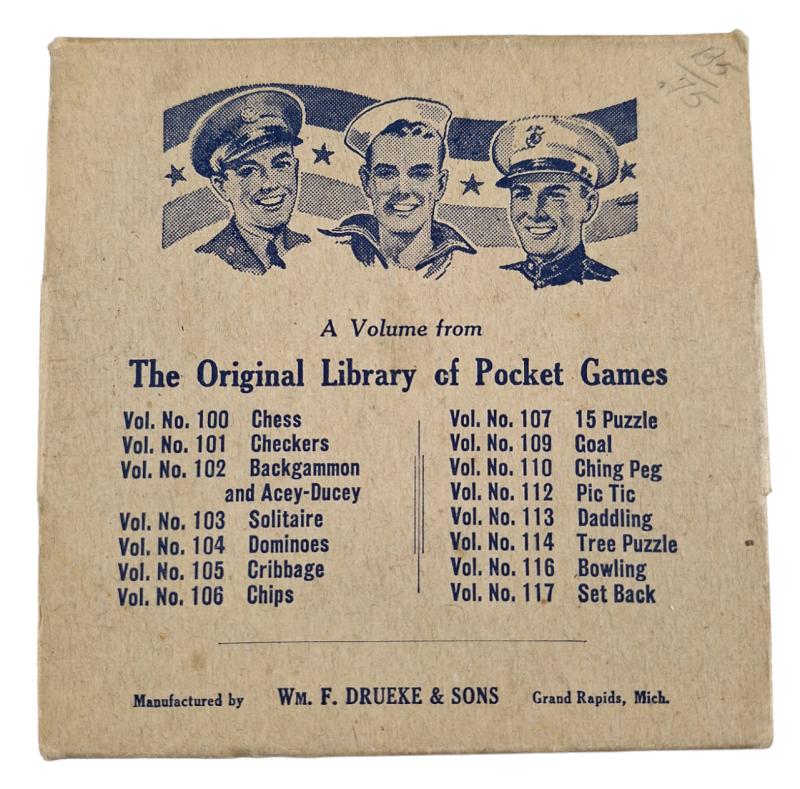 A Volume from
The Original Library of Pocket Games
Vol. No. 100 Chess
Vol. No. 101 Checkers
Vol. No. 102 Backgammon
and Acey-Ducey
Vol. No. 103 Solitaire
Vol. No. 104 Dominoes
Vol. No. 105 Cribbage
Vol. No. 106 Chips
Vol. No. 107 15 Puzzle
Vol. No. 109 Goal
Vol. No. 110 Ching Peg
Vol. No. 112 Pic Tic
Vol. No. 113 Daddling
Vol. No. 114 Tree Puzzle
Vol. No. 116 Bowling
Vol. No. 117 Set Back
Manufactured by WM. F. DRUEKE & SONS Grand Rapids, Mich.